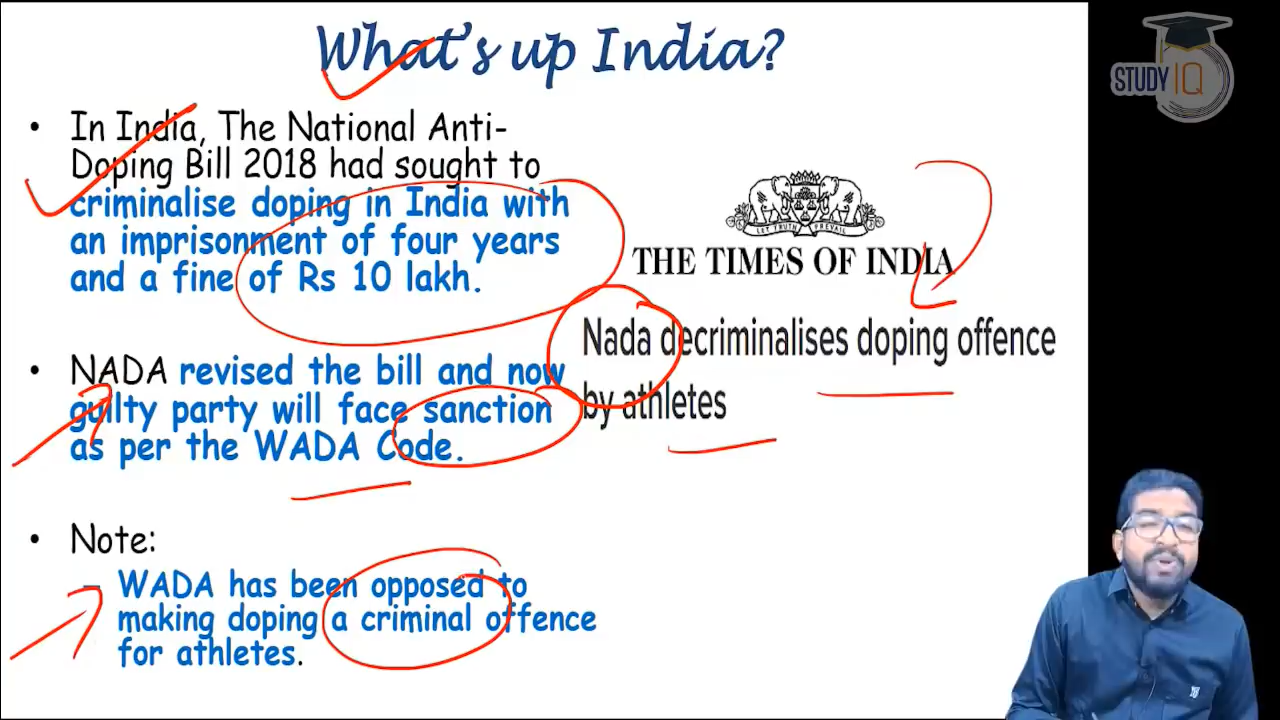 What's up India?
STUDY IQ
• In India, The National Anti-
Doping Bill 2018 had sought to
criminalise doping in India with
an imprisonment of four years
and a fine of Rs 10 lakh.
LET TRUTH PREVAIL
THE TIMES OF INDIA
Nada decriminalises doping offence
by athletes
• NADA revised the bill and now
guilty party will face sanction
as per the WADA Code.
• Note:
– WADA has been opposed to
making doping a criminal offence
for athletes.